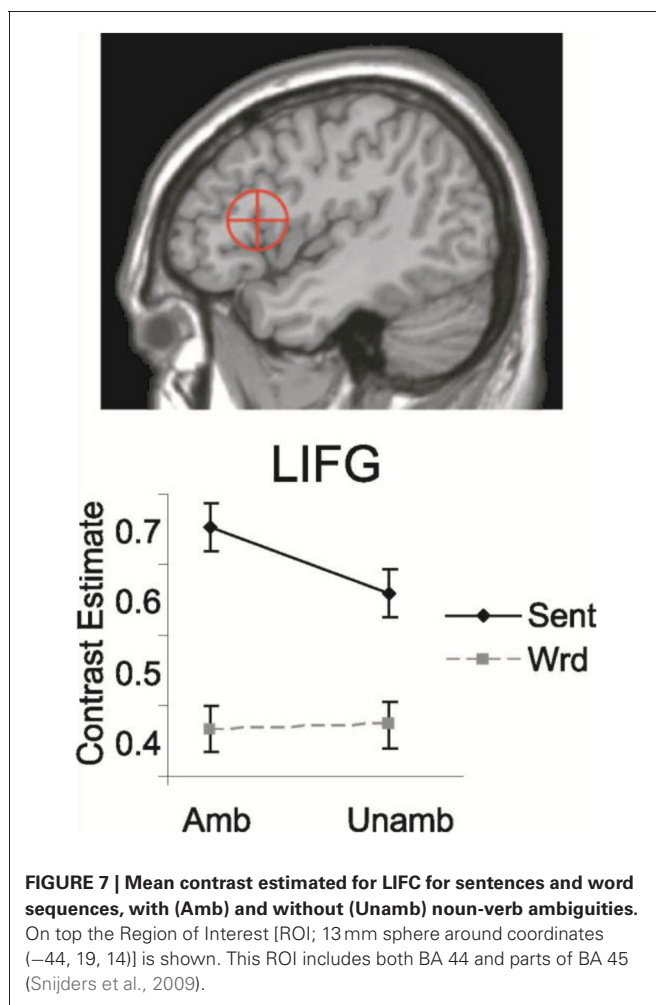 LIFG
Contrast Estimate
0.7
0.6
0.5
0.4
Sent
Wrd
Amb Unamb
FIGURE 7 | Mean contrast estimated for LIFC for sentences and word
sequences, with (Amb) and without (Unamb) noun-verb ambiguities.
On top the Region of Interest [ROI; 13 mm sphere around coordinates
(−44, 19, 14)] is shown. This ROI includes both BA 44 and parts of BA 45
(Snijders et al., 2009).